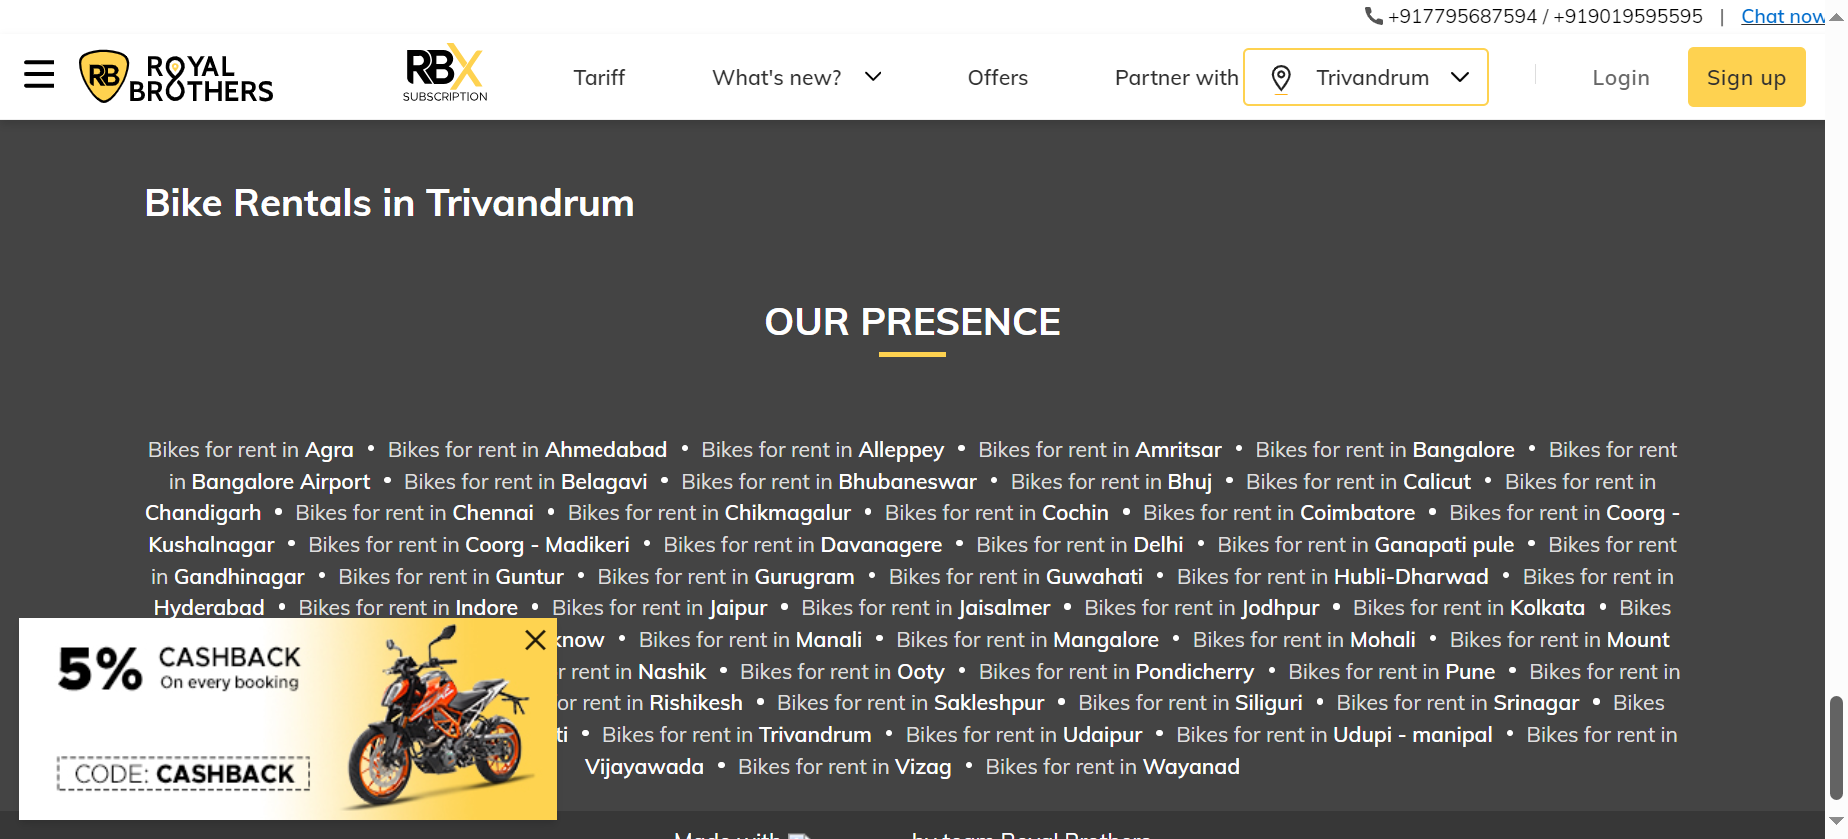 +917795687594 / +919019595595 | Chat now
RB ROYAL BROTHERS
RBX SUBSCRIPTION
Tariff
What's new?
Offers
Partner with
Trivandrum
Login
Sign up
Bike Rentals in Trivandrum
OUR PRESENCE
Bikes for rent in Agra • Bikes for rent in Ahmedabad • Bikes for rent in Alleppey • Bikes for rent in Amritsar • Bikes for rent in Bangalore • Bikes for rent
in Bangalore Airport • Bikes for rent in Belagavi • Bikes for rent in Bhubaneswar • Bikes for rent in Bhuj • Bikes for rent in Calicut • Bikes for rent in
Chandigarh • Bikes for rent in Chennai • Bikes for rent in Chikmagalur • Bikes for rent in Cochin • Bikes for rent in Coimbatore • Bikes for rent in Coorg -
Kushalnagar • Bikes for rent in Coorg - Madikeri • Bikes for rent in Davanagere • Bikes for rent in Delhi • Bikes for rent in Ganapati pule • Bikes for rent
in Gandhinagar • Bikes for rent in Guntur • Bikes for rent in Gurugram • Bikes for rent in Guwahati • Bikes for rent in Hubli-Dharwad • Bikes for rent in
Hyderabad • Bikes for rent in Indore • Bikes for rent in Jaipur • Bikes for rent in Jaisalmer • Bikes for rent in Jodhpur • Bikes for rent in Kolkata • Bikes
know • Bikes for rent in Manali • Bikes for rent in Mangalore • Bikes for rent in Mohali • Bikes for rent in Mount
r rent in Nashik • Bikes for rent in Ooty • Bikes for rent in Pondicherry • Bikes for rent in Pune • Bikes for rent in
or rent in Rishikesh • Bikes for rent in Sakleshpur • Bikes for rent in Siliguri • Bikes for rent in Srinagar • Bikes
ti • Bikes for rent in Trivandrum • Bikes for rent in Udaipur • Bikes for rent in Udupi - manipal • Bikes for rent in
Vijayawada • Bikes for rent in Vizag • Bikes for rent in Wayanad
5% CASHBACK
On every booking
CODE: CASHBACK
Made with by team Royal Brothers